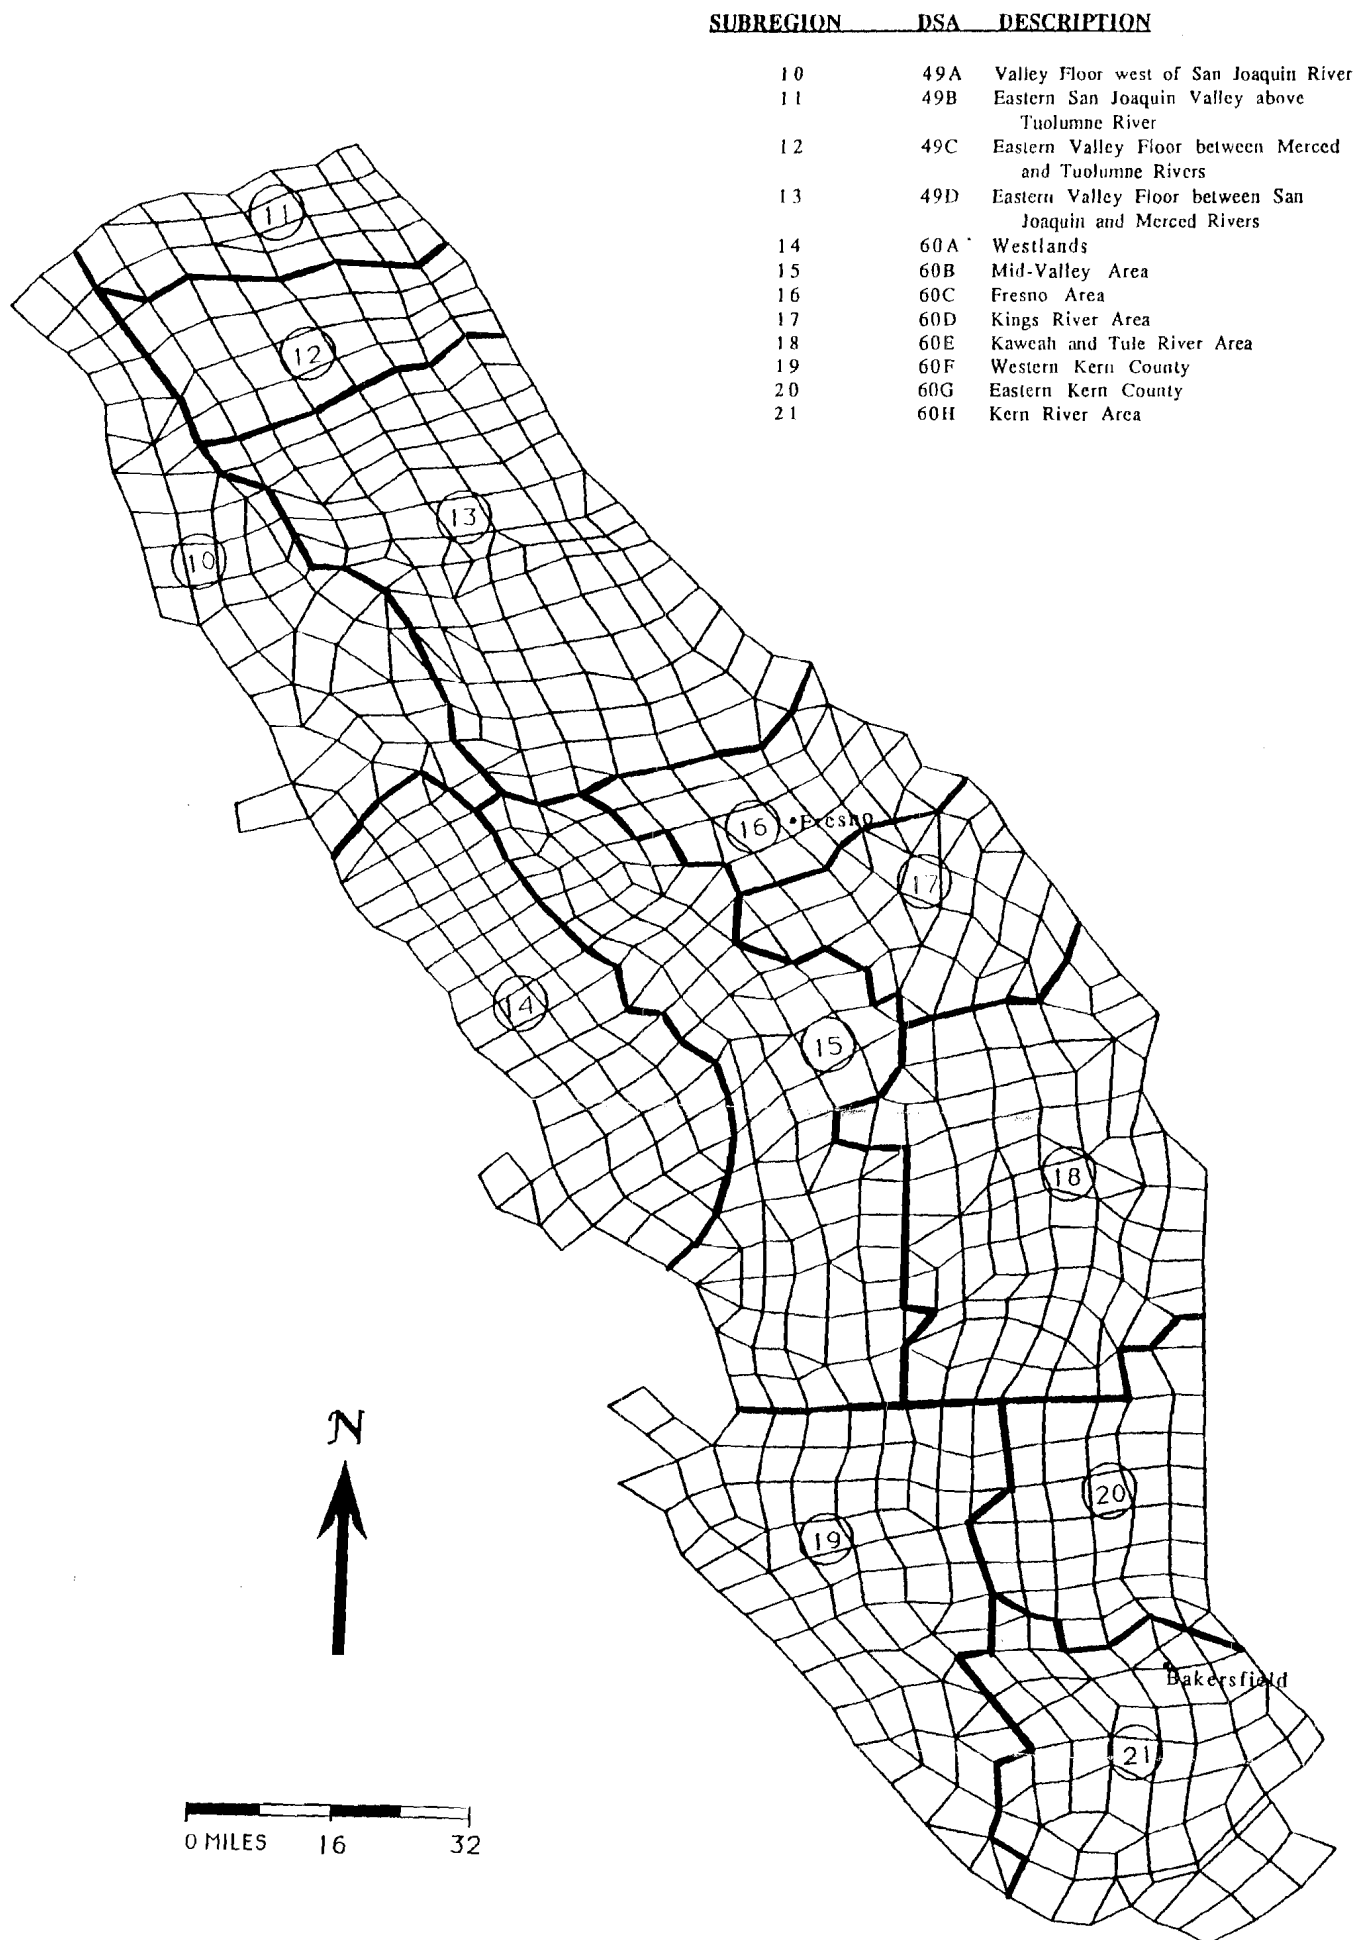 SUBREGION DSA DESCRIPTION
10 49A Valley Floor west of San Joaquin River
11 49B Eastern San Joaquin Valley above
Tuolumne River
12 49C Eastern Valley Floor between Merced
and Tuolumne Rivers
13 49D Eastern Valley Floor between San
Joaquin and Merced Rivers
14 60A Westlands
15 60B Mid-Valley Area
16 60C Fresno Area
17 60D Kings River Area
18 60E Kaweah and Tule River Area
19 60F Western Kern County
20 60G Eastern Kern County
21 60H Kern River Area
11
12
13
10
16 Fresno
17
14
15
18
N
20
19
Bakersfield
21
0 MILES 16 32